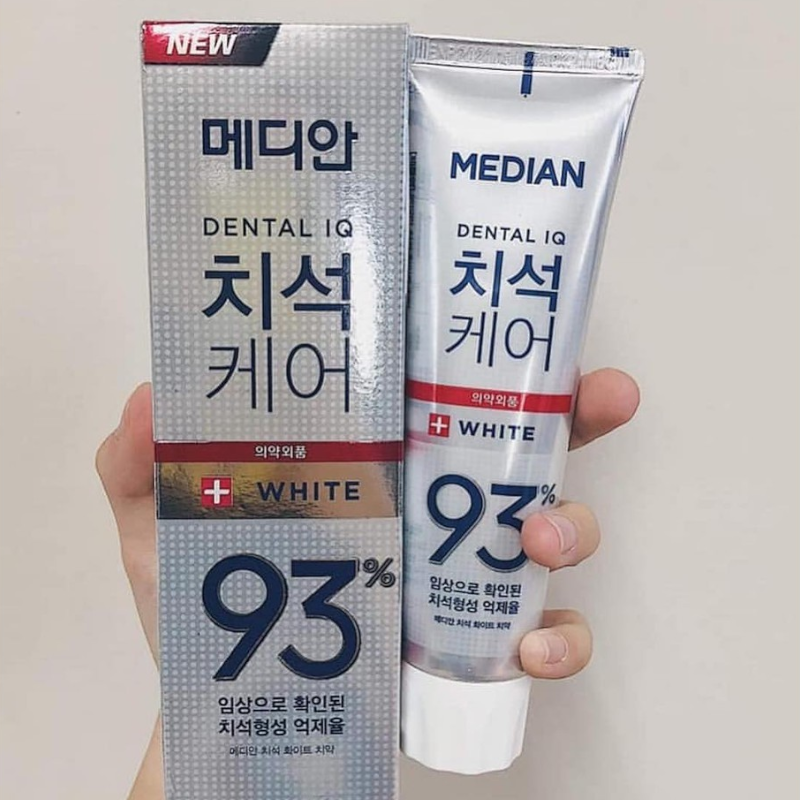 NEW
메디안
DENTAL IQ
치석
케어
의약외품
WHITE
93%
임상으로 확인된
치석형성 억제율
메디안 치석 화이트 치약
MEDIAN
DENTAL IQ
치석
케어
의약외품
WHITE
93%
임상으로 확인된
치석형성 억제율
메디안 치석 화이트 치약